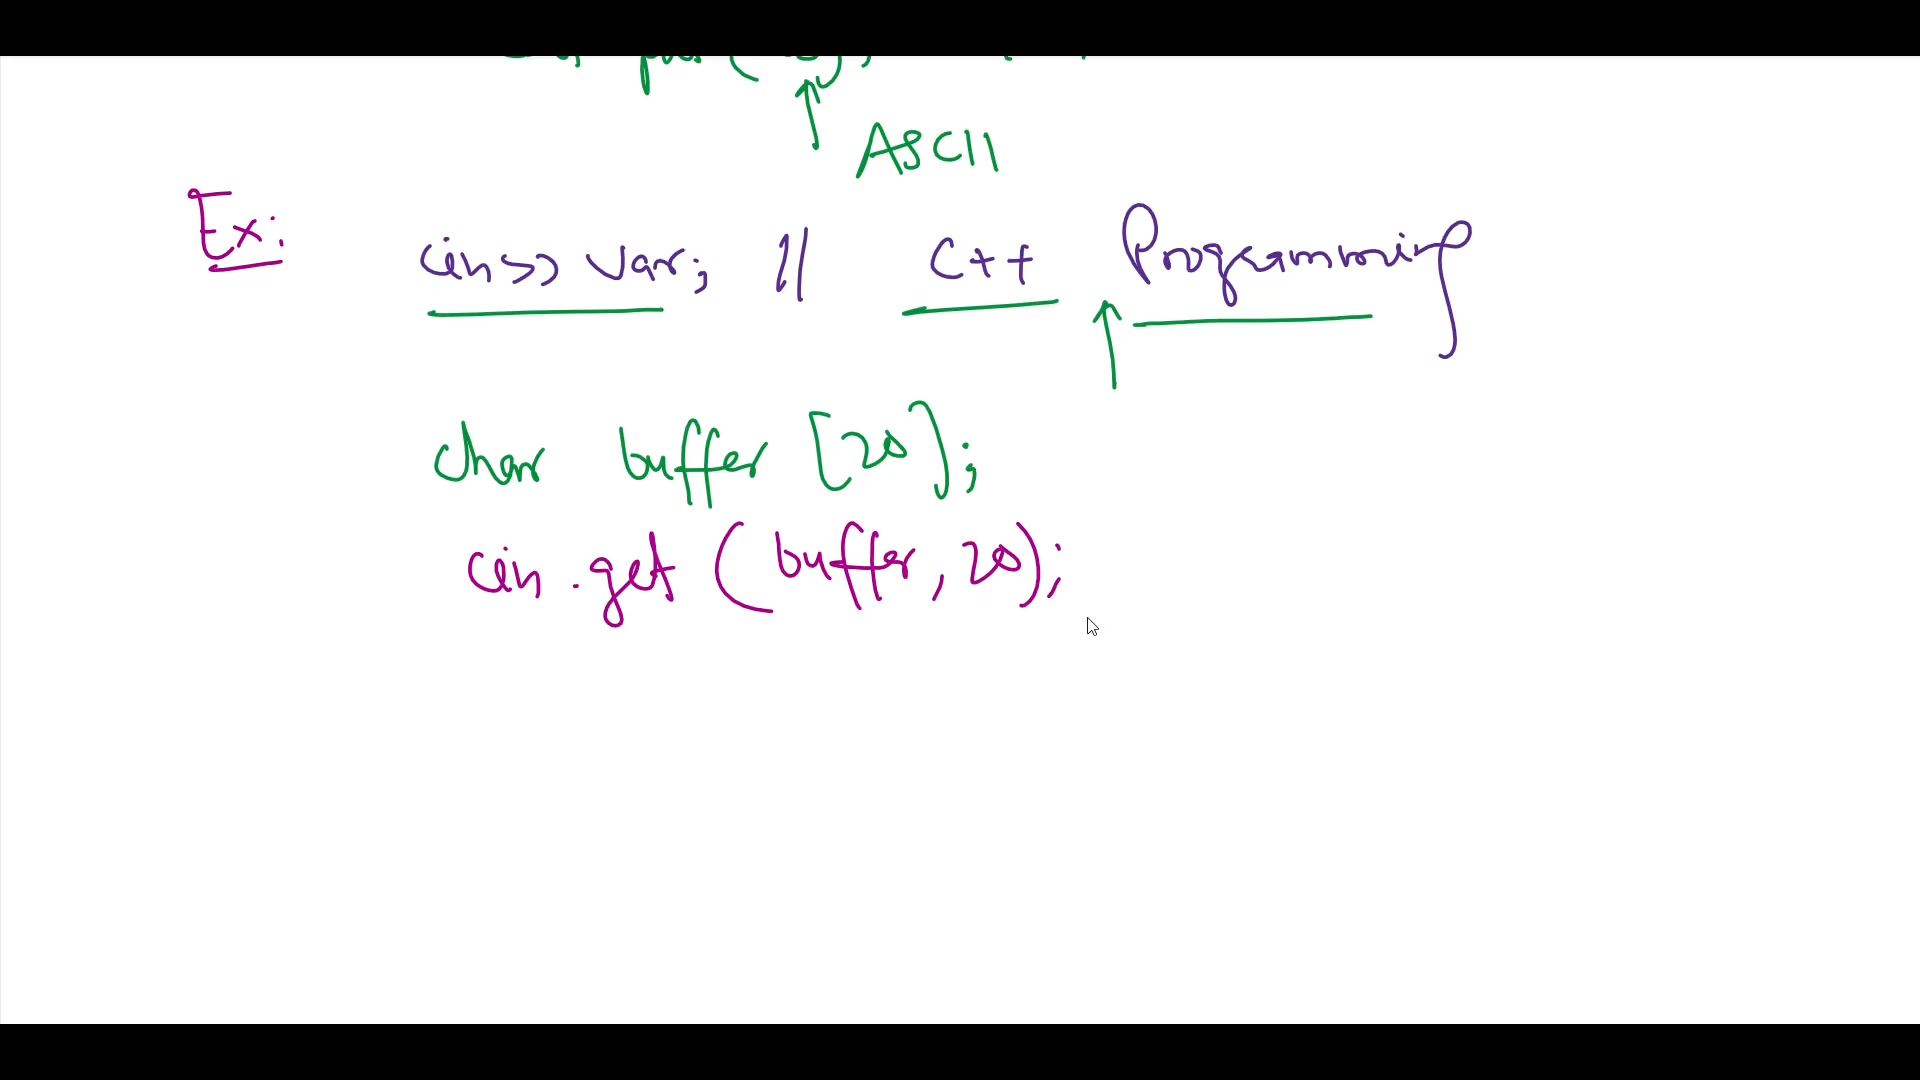 ASCII
Ex:
cin>> var; // C++ Programming
char buffer [20];
cin.get (buffer, 20);